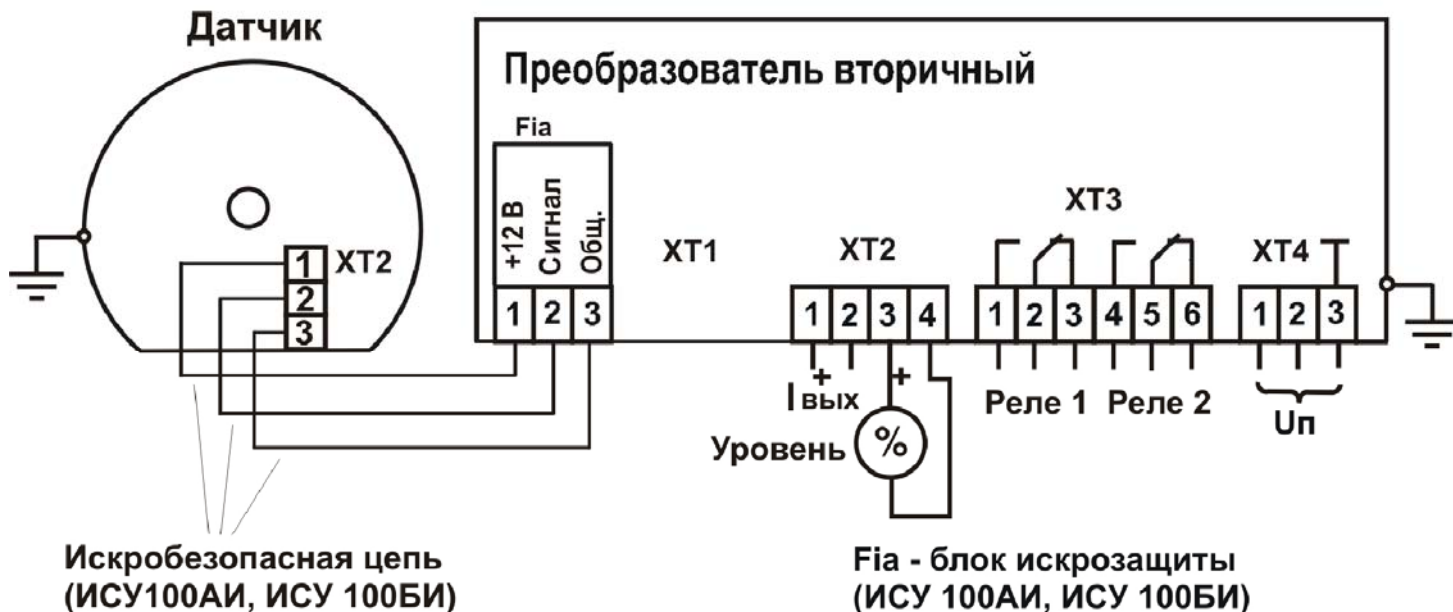 Датчик
Преобразователь вторичный
Fia
+12 В
Сигнал
Общ.
XT3
1 XT2
2
3
XT1
XT2
XT4
1 2 3
1 2 3 4
1 2 3 4 5 6
1 2 3
+ +
I вых
Реле 1 Реле 2
Uп
Уровень %
Искробезопасная цепь
(ИСУ100АИ, ИСУ 100БИ)
Fia - блок искрозащиты
(ИСУ 100АИ, ИСУ 100БИ)